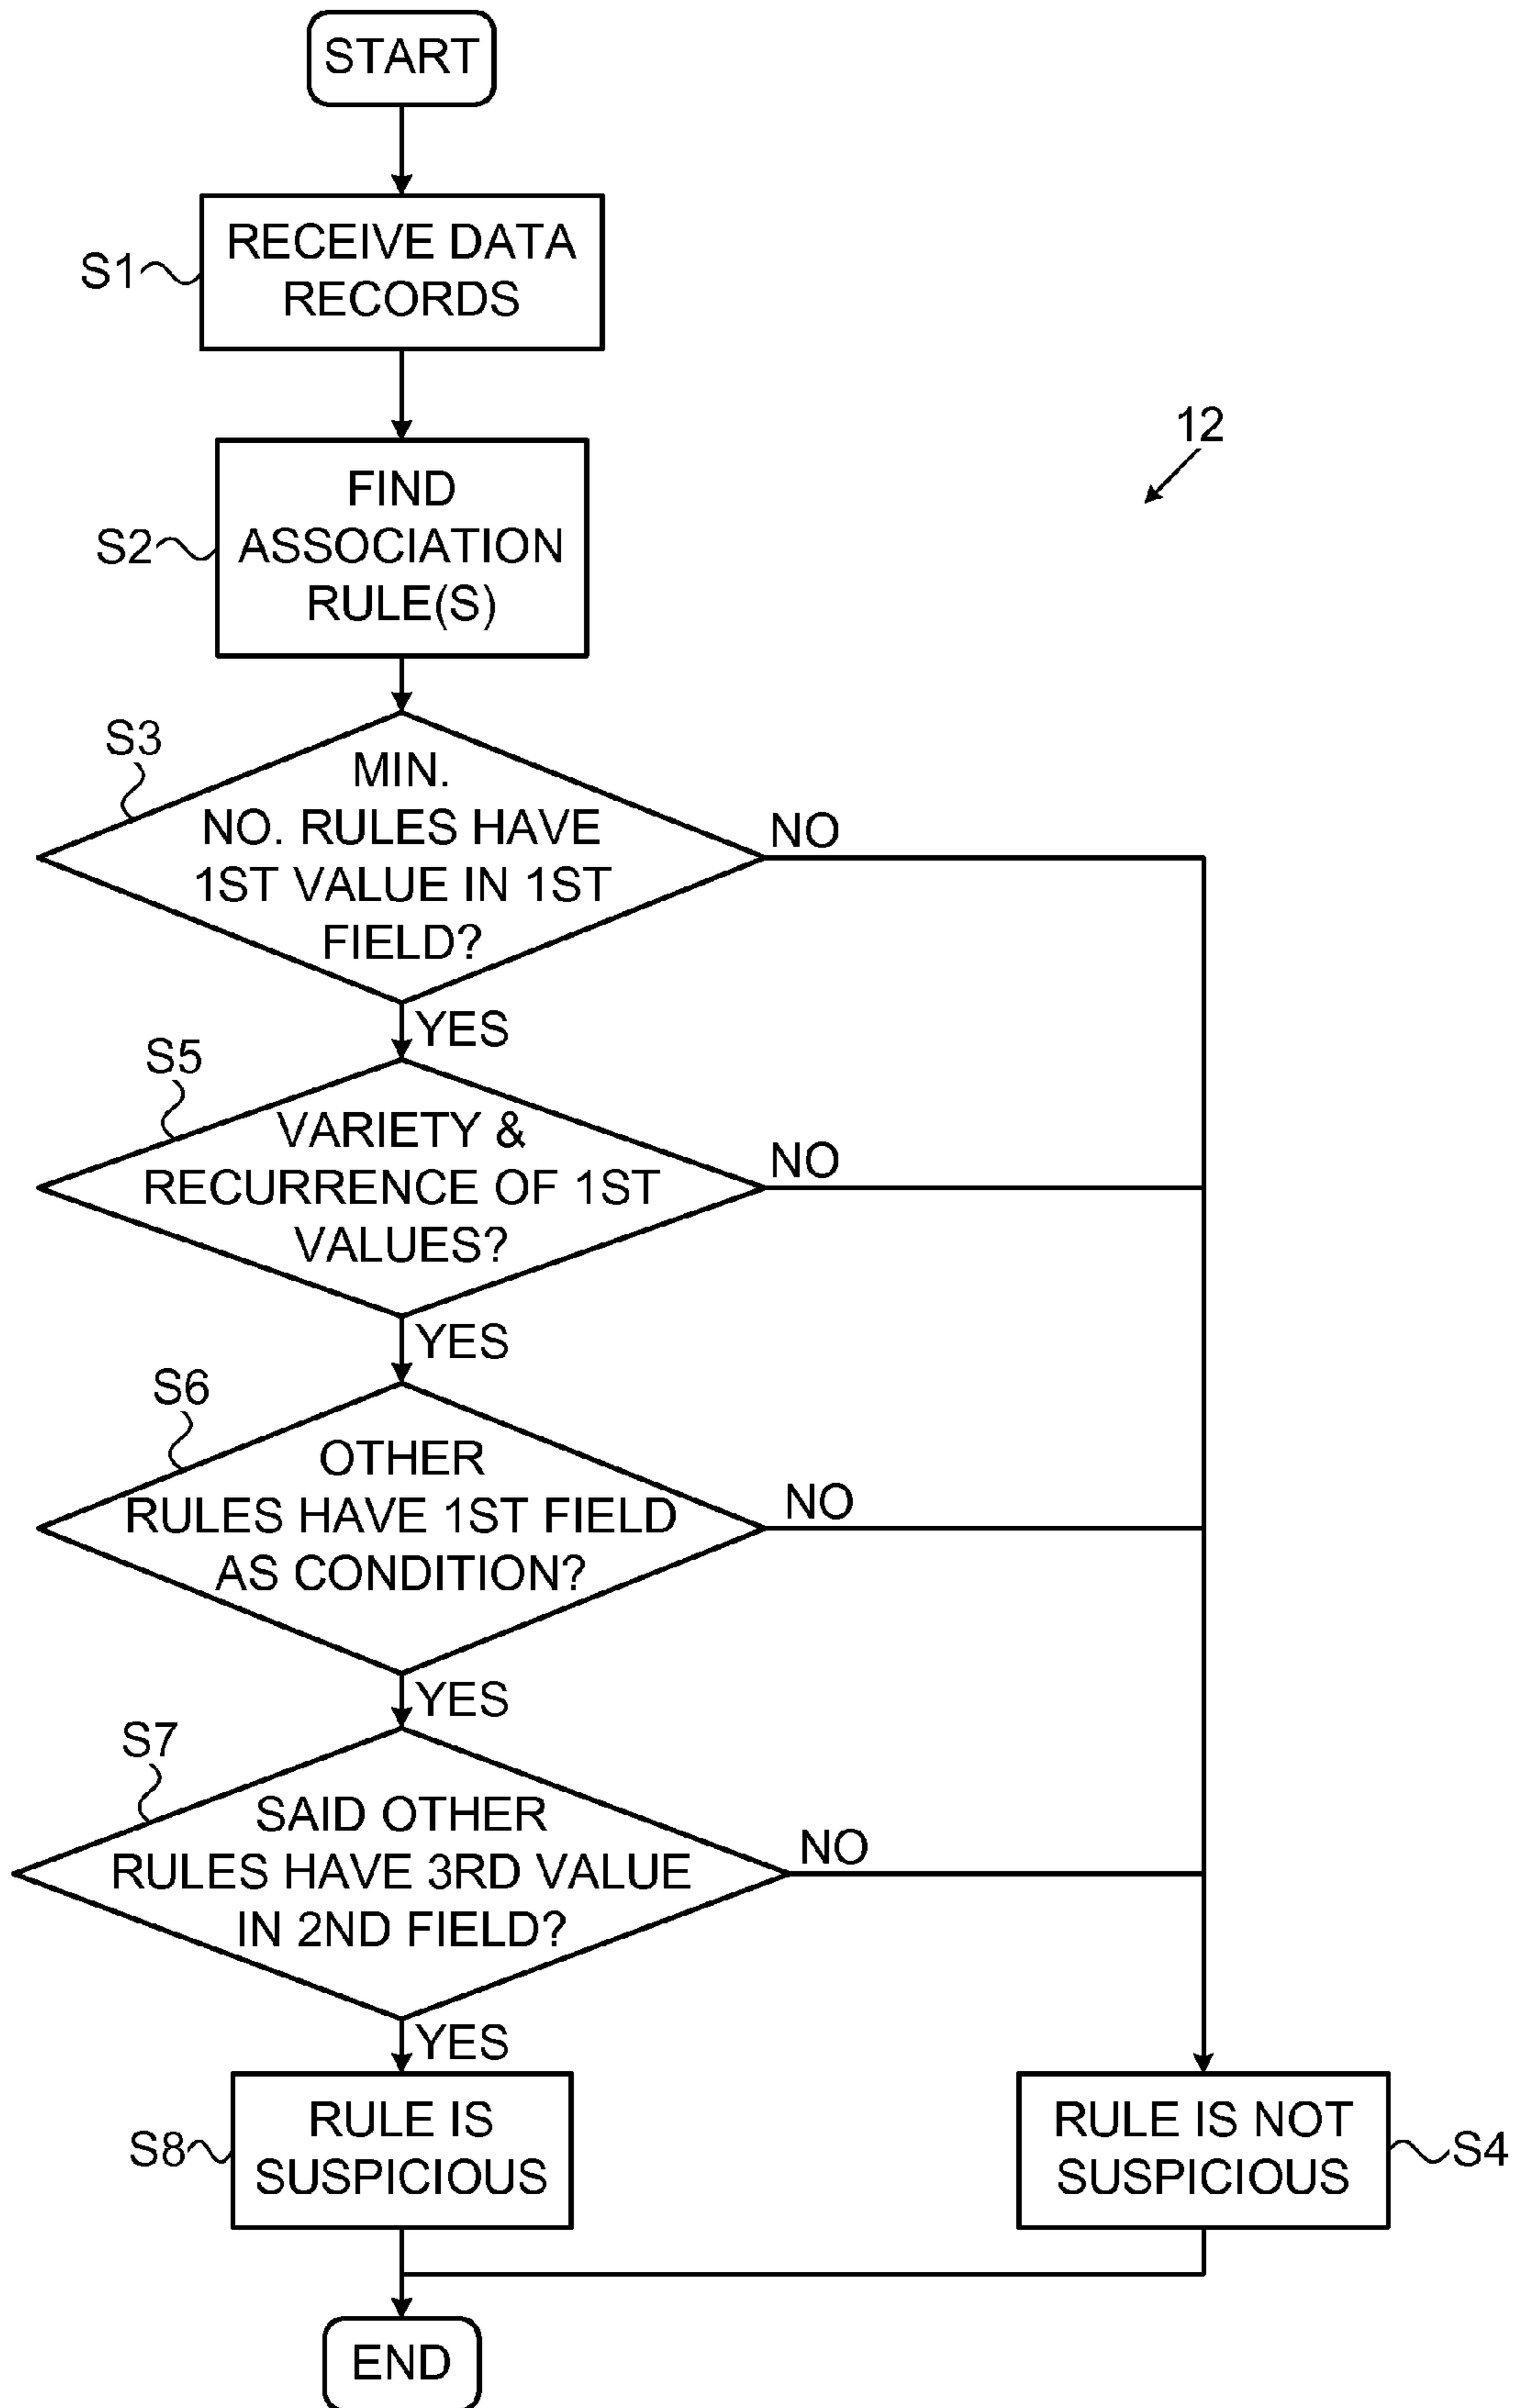 START
S1
RECEIVE DATA
RECORDS
12
S2
FIND
ASSOCIATION
RULE(S)
S3
MIN.
NO. RULES HAVE
1ST VALUE IN 1ST
FIELD?
NO
YES
S5
VARIETY &
RECURRENCE OF 1ST
VALUES?
NO
YES
S6
OTHER
RULES HAVE 1ST FIELD
AS CONDITION?
NO
YES
S7
SAID OTHER
RULES HAVE 3RD VALUE
IN 2ND FIELD?
NO
YES
S8
RULE IS
SUSPICIOUS
RULE IS NOT
SUSPICIOUS
S4
END